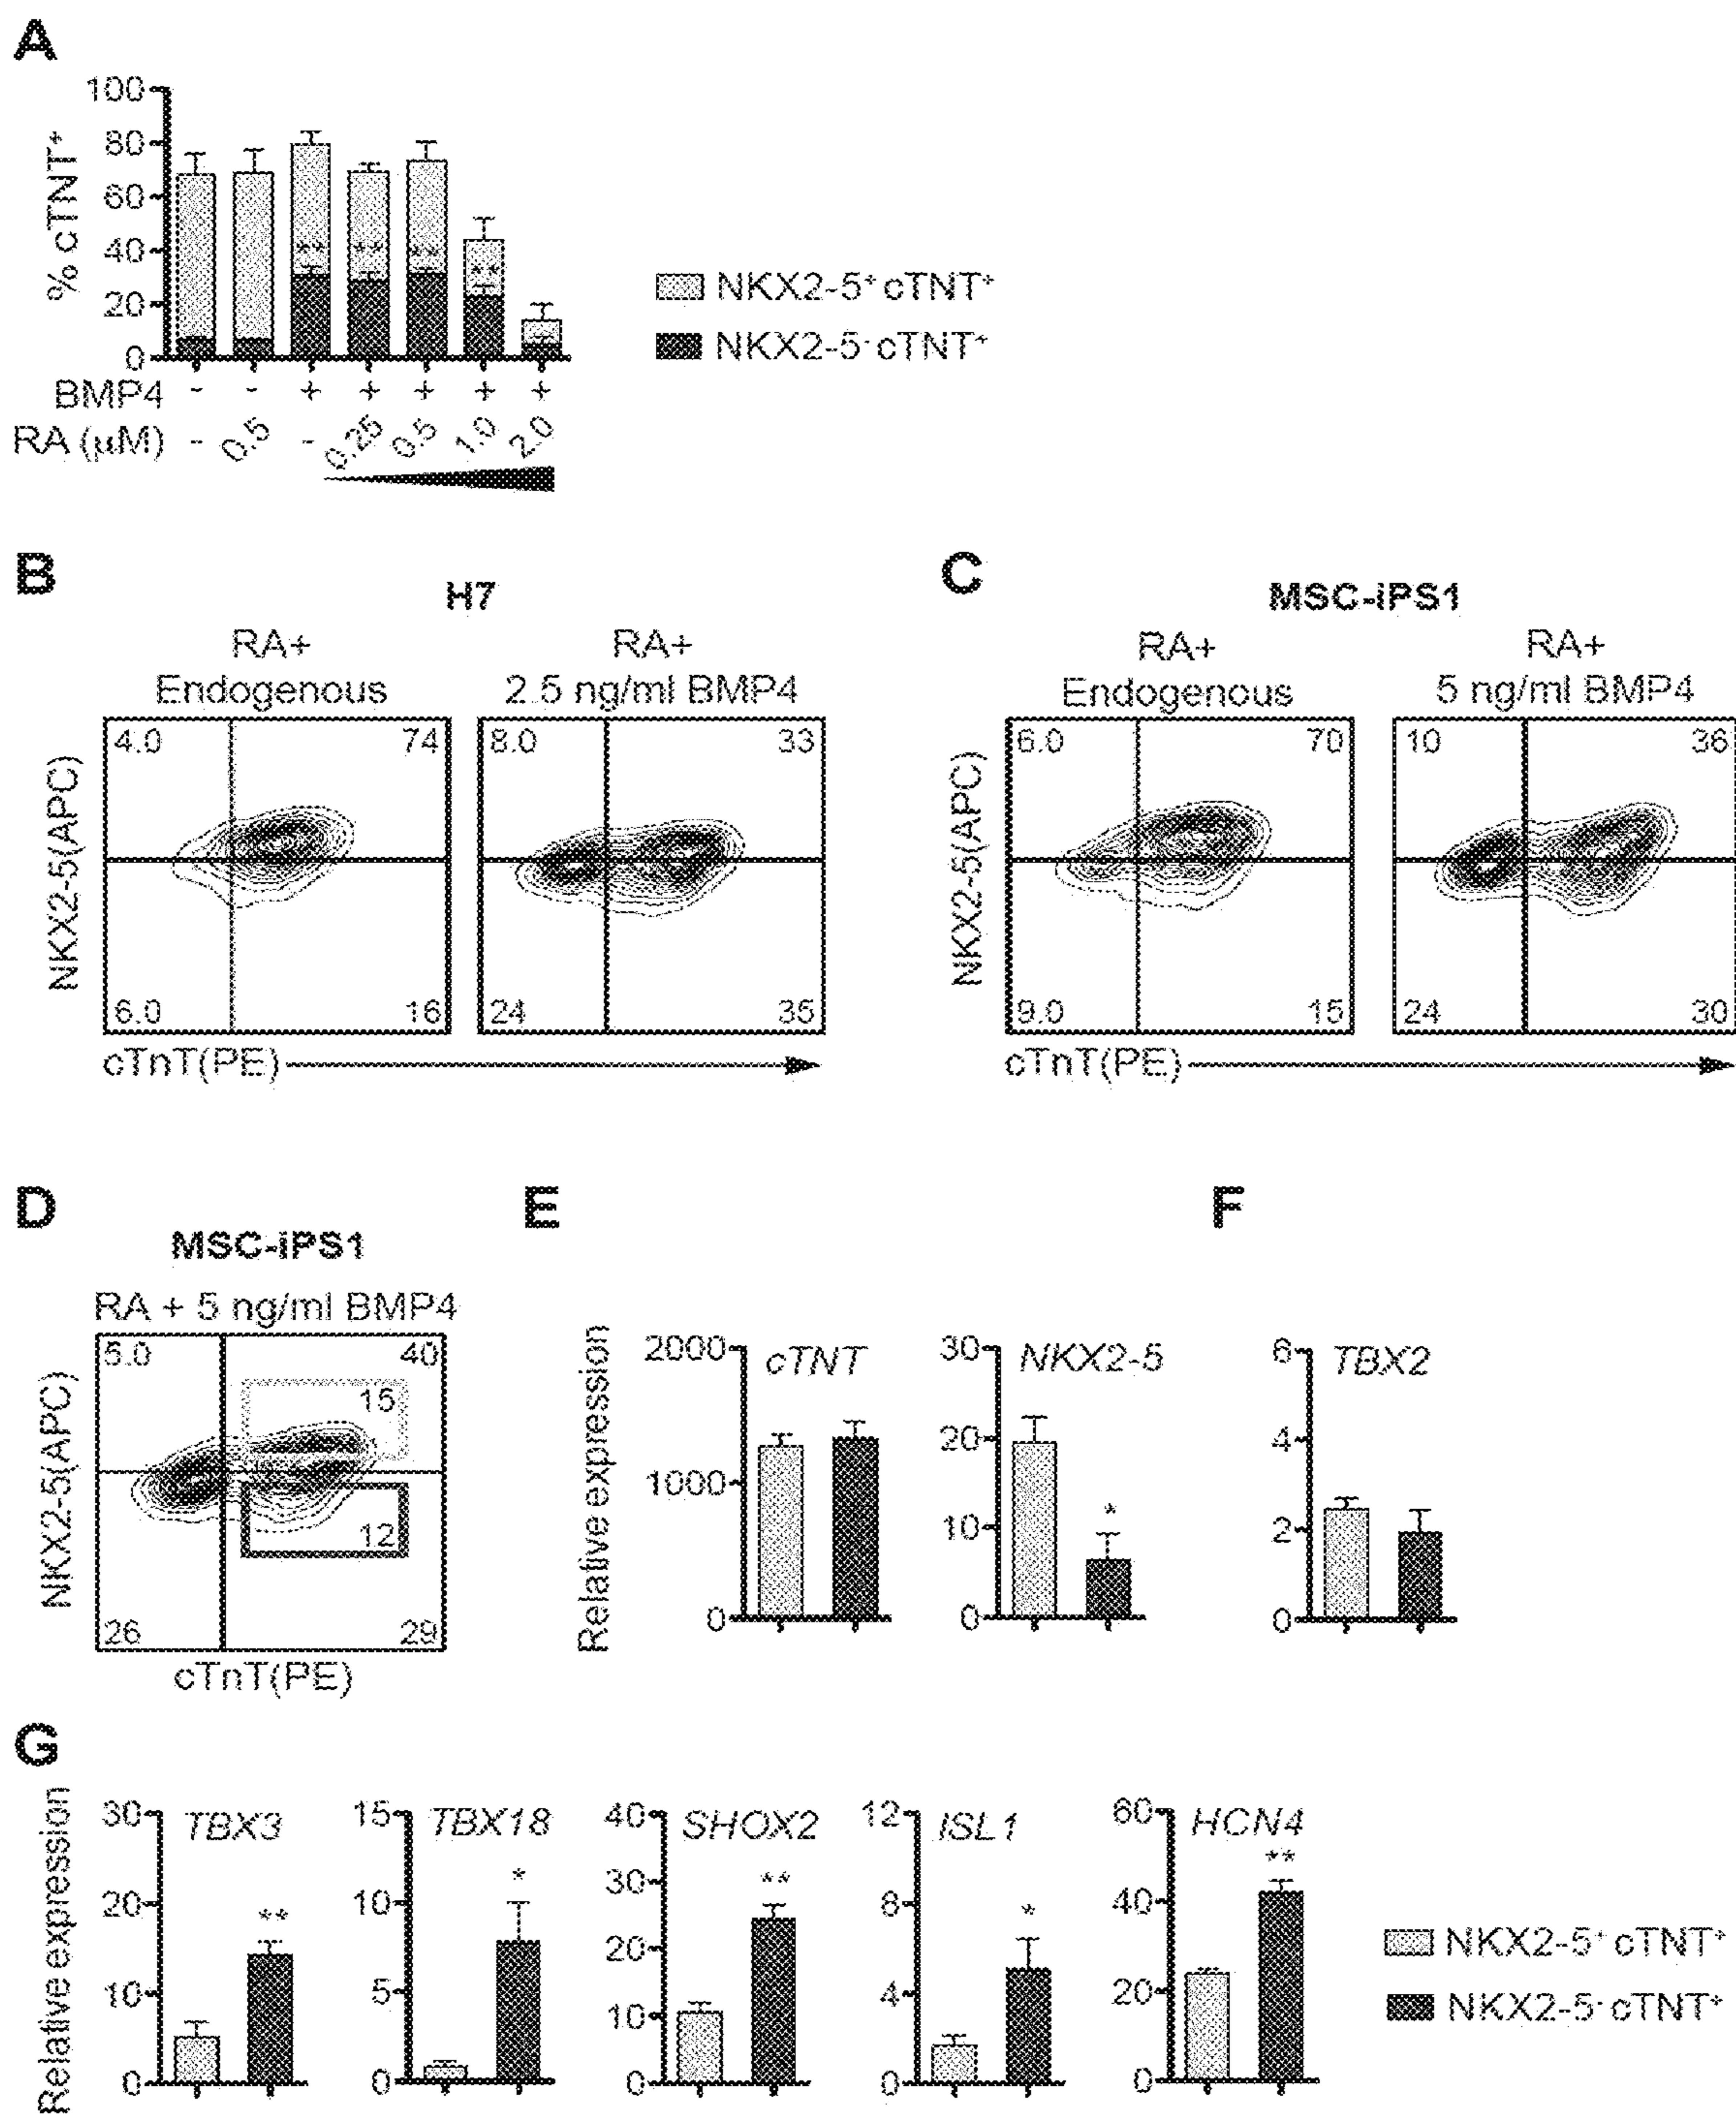 A
100
80
60
40
20
0
% cTNT⁺
** ** ** **
NKX2-5⁺cTNT⁺
NKX2-5⁻cTNT⁺
BMP4 - - + + + + +
RA (µM) - 0.5 - 0.25 0.5 1.0 2.0
B
H7
RA+
Endogenous
RA+
2.5 ng/ml BMP4
NKX2-5(APC)
4.0 74
6.0 16
8.0 33
24 35
cTnT(PE)
C
MSC-iPS1
RA+
Endogenous
RA+
5 ng/ml BMP4
NKX2-5(APC)
6.0 70
9.0 15
10 36
24 30
cTnT(PE)
D
MSC-iPS1
RA + 5 ng/ml BMP4
NKX2-5(APC)
5.0 40
15
12
26 29
cTnT(PE)
E
Relative expression
2000
1000
0
cTNT
30
20
10
0
NKX2-5
*
F
6
4
2
0
TBX2
G
Relative expression
30
20
10
0
TBX3
**
15
10
5
0
TBX18
*
40
30
20
10
0
SHOX2
**
12
8
4
0
ISL1
*
60
40
20
0
HCN4
**
NKX2-5⁺cTNT⁺
NKX2-5⁻cTNT⁺